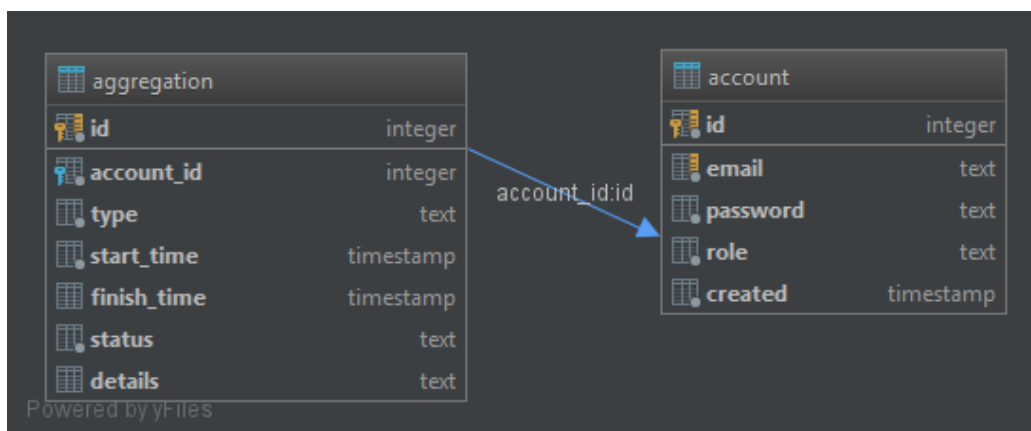 aggregation
id integer
account_id integer
type text
start_time timestamp
finish_time timestamp
status text
details text
account_id:id
account
id integer
email text
password text
role text
created timestamp
Powered by yFiles